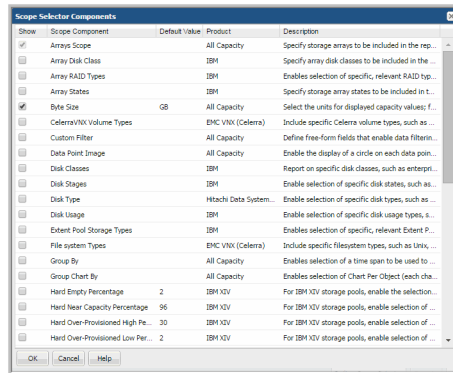 Scope Selector Components
Show Scope Component Default Value Product Description
Arrays Scope All Capacity Specify storage arrays to be included in the rep...
Array Disk Class IBM Specify array disk classes to be included in the ...
Array RAID Types IBM Enables selection of specific, relevant RAID typ...
Array States IBM Specify storage array states to be included in t...
Byte Size GB All Capacity Select the units for displayed capacity values; f...
CelerraVNX Volume Types EMC VNX (Celerra) Include specific Celerra volume types, such as ...
Custom Filter All Capacity Define free-form fields that enable data filterin...
Data Point Image All Capacity Enable the display of a circle on each data poin...
Disk Classes IBM Report on specific disk classes, such as enterpri...
Disk Stages IBM Enable selection of specific disk states, such as...
Disk Type Hitachi Data System... Enable selection of specific disk types, such as ...
Disk Usage IBM Enable selection of specific disk usage types, s...
Extent Pool Storage Types IBM Enables selection of specific, relevant Extent P...
File system Types EMC VNX (Celerra) Include specific filesystem types, such as Unix, ...
Group By All Capacity Enables selection of a time span to be used to ...
Group Chart By All Capacity Enables selection of Chart Per Object (each cha...
Hard Empty Percentage 2 IBM XIV For IBM XIV storage pools, enable the selection...
Hard Near Capacity Percentage 96 IBM XIV For IBM XIV storage pools, enable selection of ...
Hard Over-Provisioned High Pe... 30 IBM XIV For IBM XIV storage pools, enable selection of ...
Hard Over-Provisioned Low Per... 2 IBM XIV For IBM XIV storage pools, enable selection of ...
OK Cancel Help